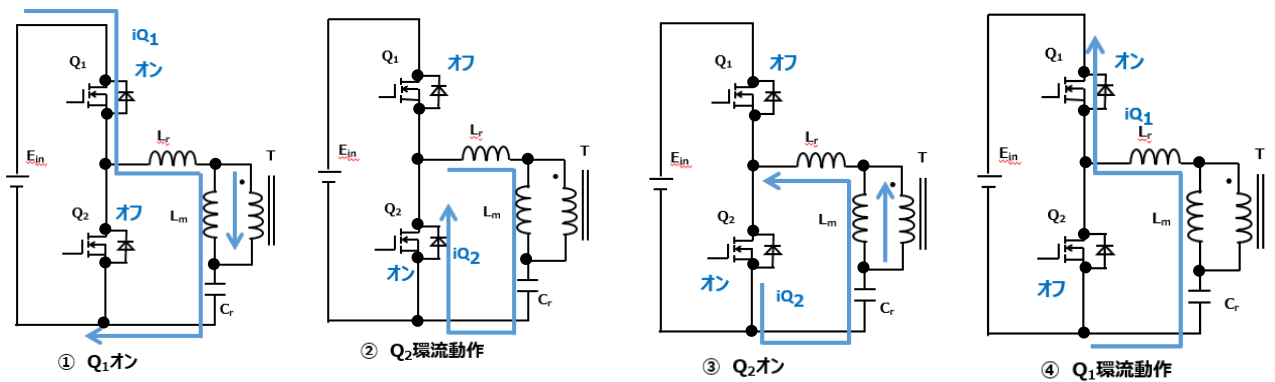 iQ1
Q1
オン
Lr
T
Ein
Q2
オフ
Lm
Cr
① Q1オン
Q1
オフ
Lr
T
Ein
Q2
Lm
オン
iQ2
Cr
② Q2環流動作
オフ
Q1
Lr
T
Ein
Q2
Lm
オン
iQ2
Cr
③ Q2オン
Q1
オン
iQ1
Lr
T
Ein
Q2
Lm
オフ
Cr
④ Q1環流動作